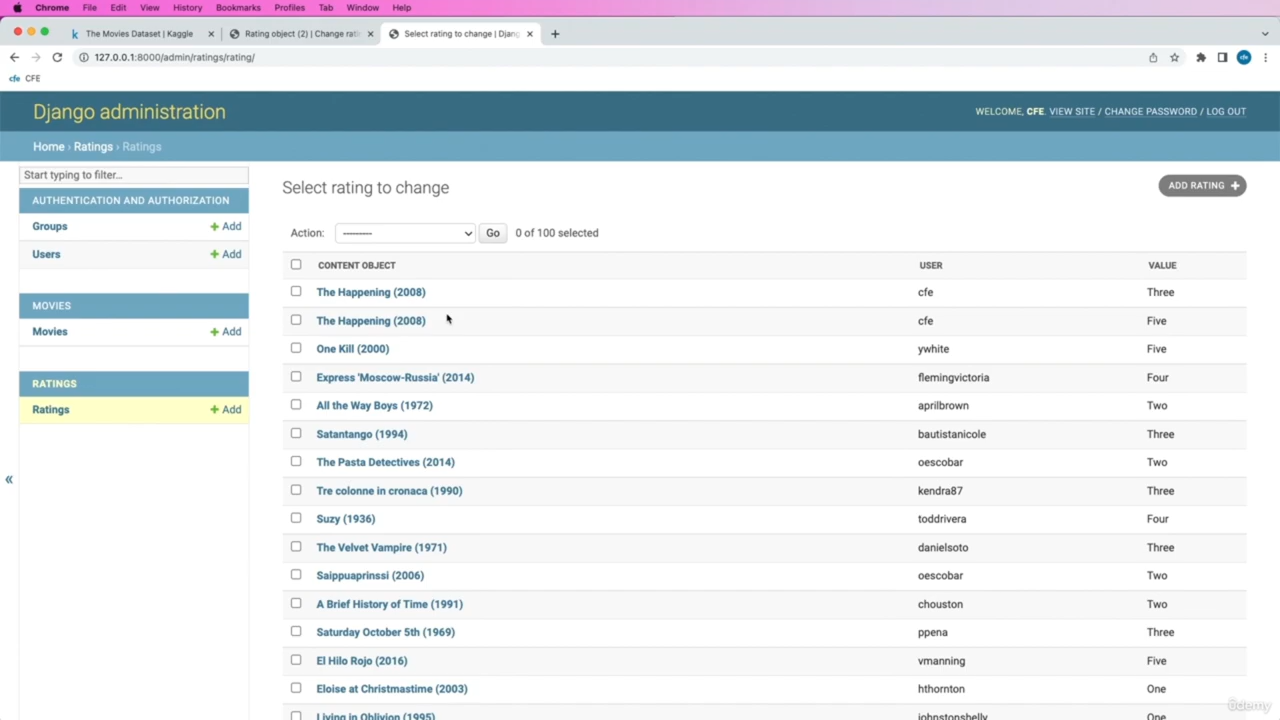 Chrome File Edit View History Bookmarks Profiles Tab Window Help
The Movies Dataset | Kaggle Rating object (2) | Change rati Select rating to change | Djang
127.0.0.1:8000/admin/ratings/rating/
cfe CFE
Django administration
WELCOME, CFE. VIEW SITE / CHANGE PASSWORD / LOG OUT
Home › Ratings › Ratings
Start typing to filter...
AUTHENTICATION AND AUTHORIZATION
Groups + Add
Users + Add
MOVIES
Movies + Add
RATINGS
Ratings + Add
«
Select rating to change
ADD RATING +
Action: --------- Go 0 of 100 selected
CONTENT OBJECT USER VALUE
The Happening (2008) cfe Three
The Happening (2008) cfe Five
One Kill (2000) ywhite Five
Express 'Moscow-Russia' (2014) flemingvictoria Four
All the Way Boys (1972) aprilbrown Two
Satantango (1994) bautistanicole Three
The Pasta Detectives (2014) oescobar Two
Tre colonne in cronaca (1990) kendra87 Three
Suzy (1936) toddrivera Four
The Velvet Vampire (1971) danielsoto Three
Saippuaprinssi (2006) oescobar Two
A Brief History of Time (1991) chouston Two
Saturday October 5th (1969) ppena Three
El Hilo Rojo (2016) vmanning Five
Eloise at Christmastime (2003) hthornton One
Living in Oblivion (1995) johnstonshelly One
ûdemy